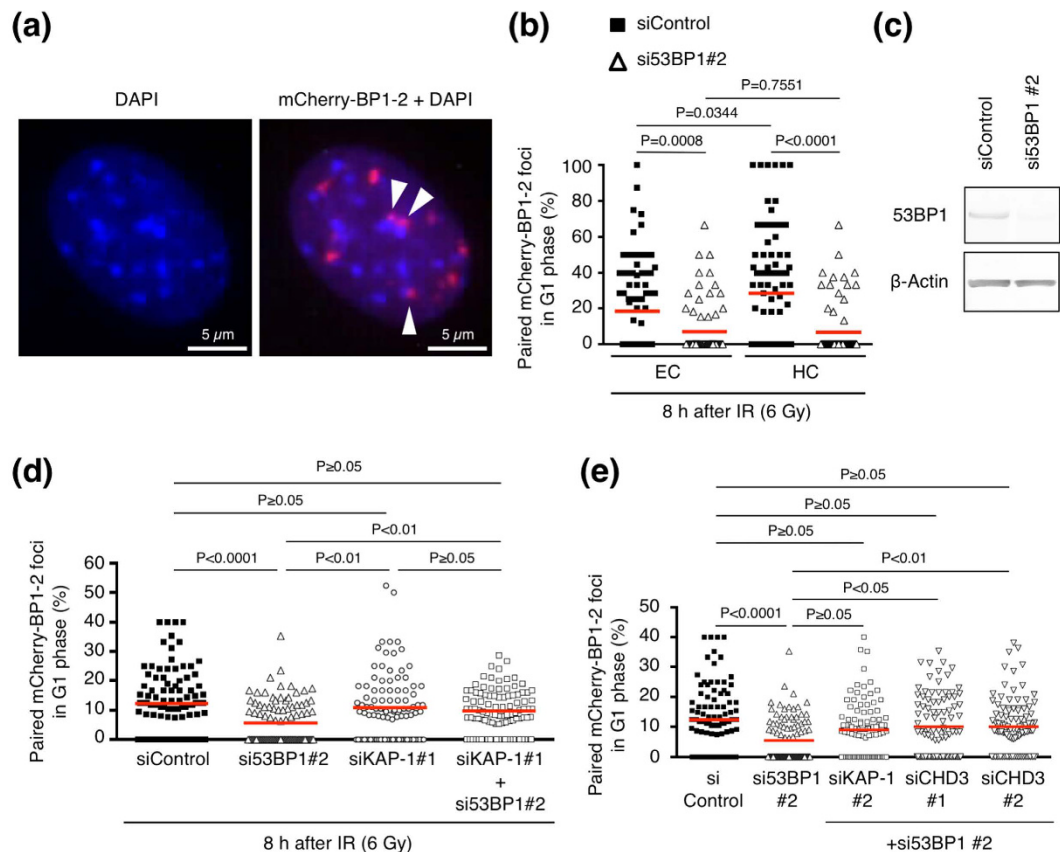 (a)
DAPI
mCherry-BP1-2 + DAPI
5 µm
5 µm
(b)
siControl
si53BP1#2
P=0.7551
P=0.0344
P=0.0008
P<0.0001
Paired mCherry-BP1-2 foci
in G1 phase (%)
100
80
60
40
20
0
EC
HC
8 h after IR (6 Gy)
(c)
siControl
si53BP1 #2
53BP1
β-Actin
(d)
P≥0.05
P≥0.05
P<0.01
P<0.0001
P<0.01
P≥0.05
Paired mCherry-BP1-2 foci
in G1 phase (%)
60
50
40
30
20
10
0
siControl
si53BP1#2
siKAP-1#1
siKAP-1#1
+
si53BP1#2
8 h after IR (6 Gy)
(e)
P≥0.05
P≥0.05
P≥0.05
P<0.01
P<0.05
P<0.0001
P≥0.05
Paired mCherry-BP1-2 foci
in G1 phase (%)
50
40
30
20
10
0
si
Control
si53BP1
#2
siKAP-1
#2
siCHD3
#1
siCHD3
#2
+si53BP1 #2